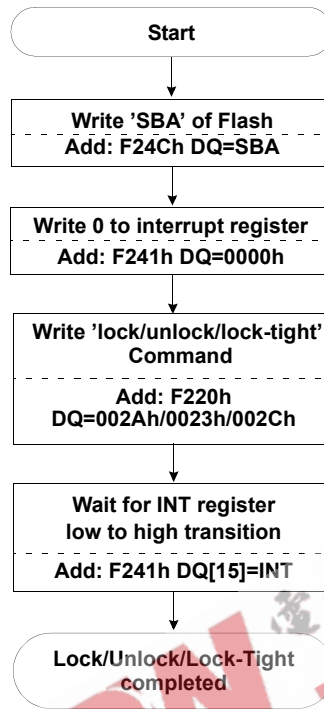 Start
Write ’SBA’ of Flash
Add: F24Ch DQ=SBA
Write 0 to interrupt register
Add: F241h DQ=0000h
Write ’lock/unlock/lock-tight’
Command
Add: F220h
DQ=002Ah/0023h/002Ch
Wait for INT register
low to high transition
Add: F241h DQ[15]=INT
Lock/Unlock/Lock-Tight
completed